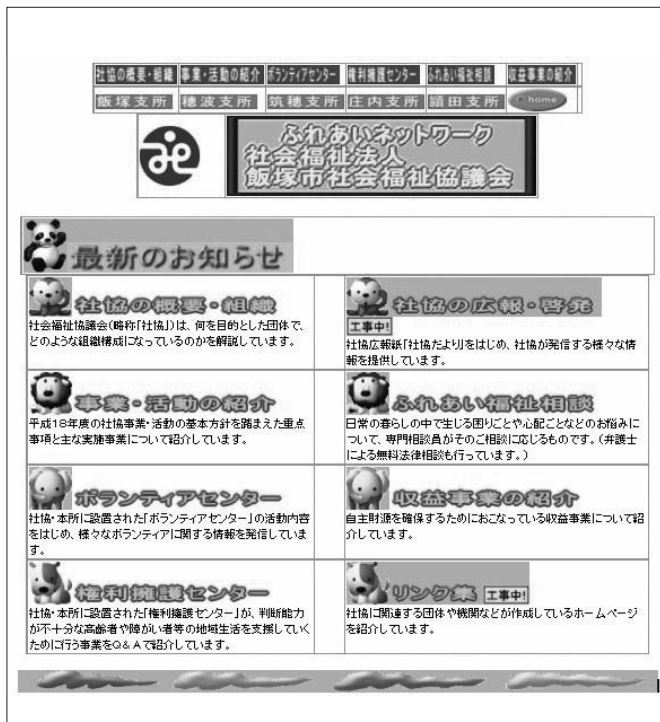 社協の概要・組織 事業・活動の紹介 ボランティアセンター 権利擁護センター ふれあい福祉相談 収益事業の紹介
飯塚支所 穂波支所 筑穂支所 庄内支所 頴田支所 home
ふれあいネットワーク
社会福祉法人
飯塚市社会福祉協議会
最新のお知らせ
社協の概要・組織
社会福祉協議会(略称「社協」)は、何を目的とした団体で、
どのような組織構成になっているのかを解説しています。
社協の広報・啓発
工事中!
社協広報紙「社協だより」をはじめ、社協が発信する様々な情
報を提供しています。
事業・活動の紹介
平成18年度の社協事業・活動の基本方針を踏まえた重点
事項と主な実施事業について紹介しています。
ふれあい福祉相談
日常の暮らしの中で生じる困りごとや心配ごとなどのお悩みに
ついて、専門相談員がそのご相談に応じるものです。(弁護士
による無料法律相談も行っています。)
ボランティアセンター
社協・本所に設置された「ボランティアセンター」の活動内容
をはじめ、様々なボランティアに関する情報を発信していま
す。
収益事業の紹介
自主財源を確保するためにおこなっている収益事業について紹
介しています。
権利擁護センター
社協・本所に設置された「権利擁護センター」が、判断能力
が不十分な高齢者や障がい者等の地域生活を支援していく
ために行う事業をQ&Aで紹介しています。
リンク集 工事中!
社協に関連する団体や機関などが作成しているホームページ
を紹介しています。